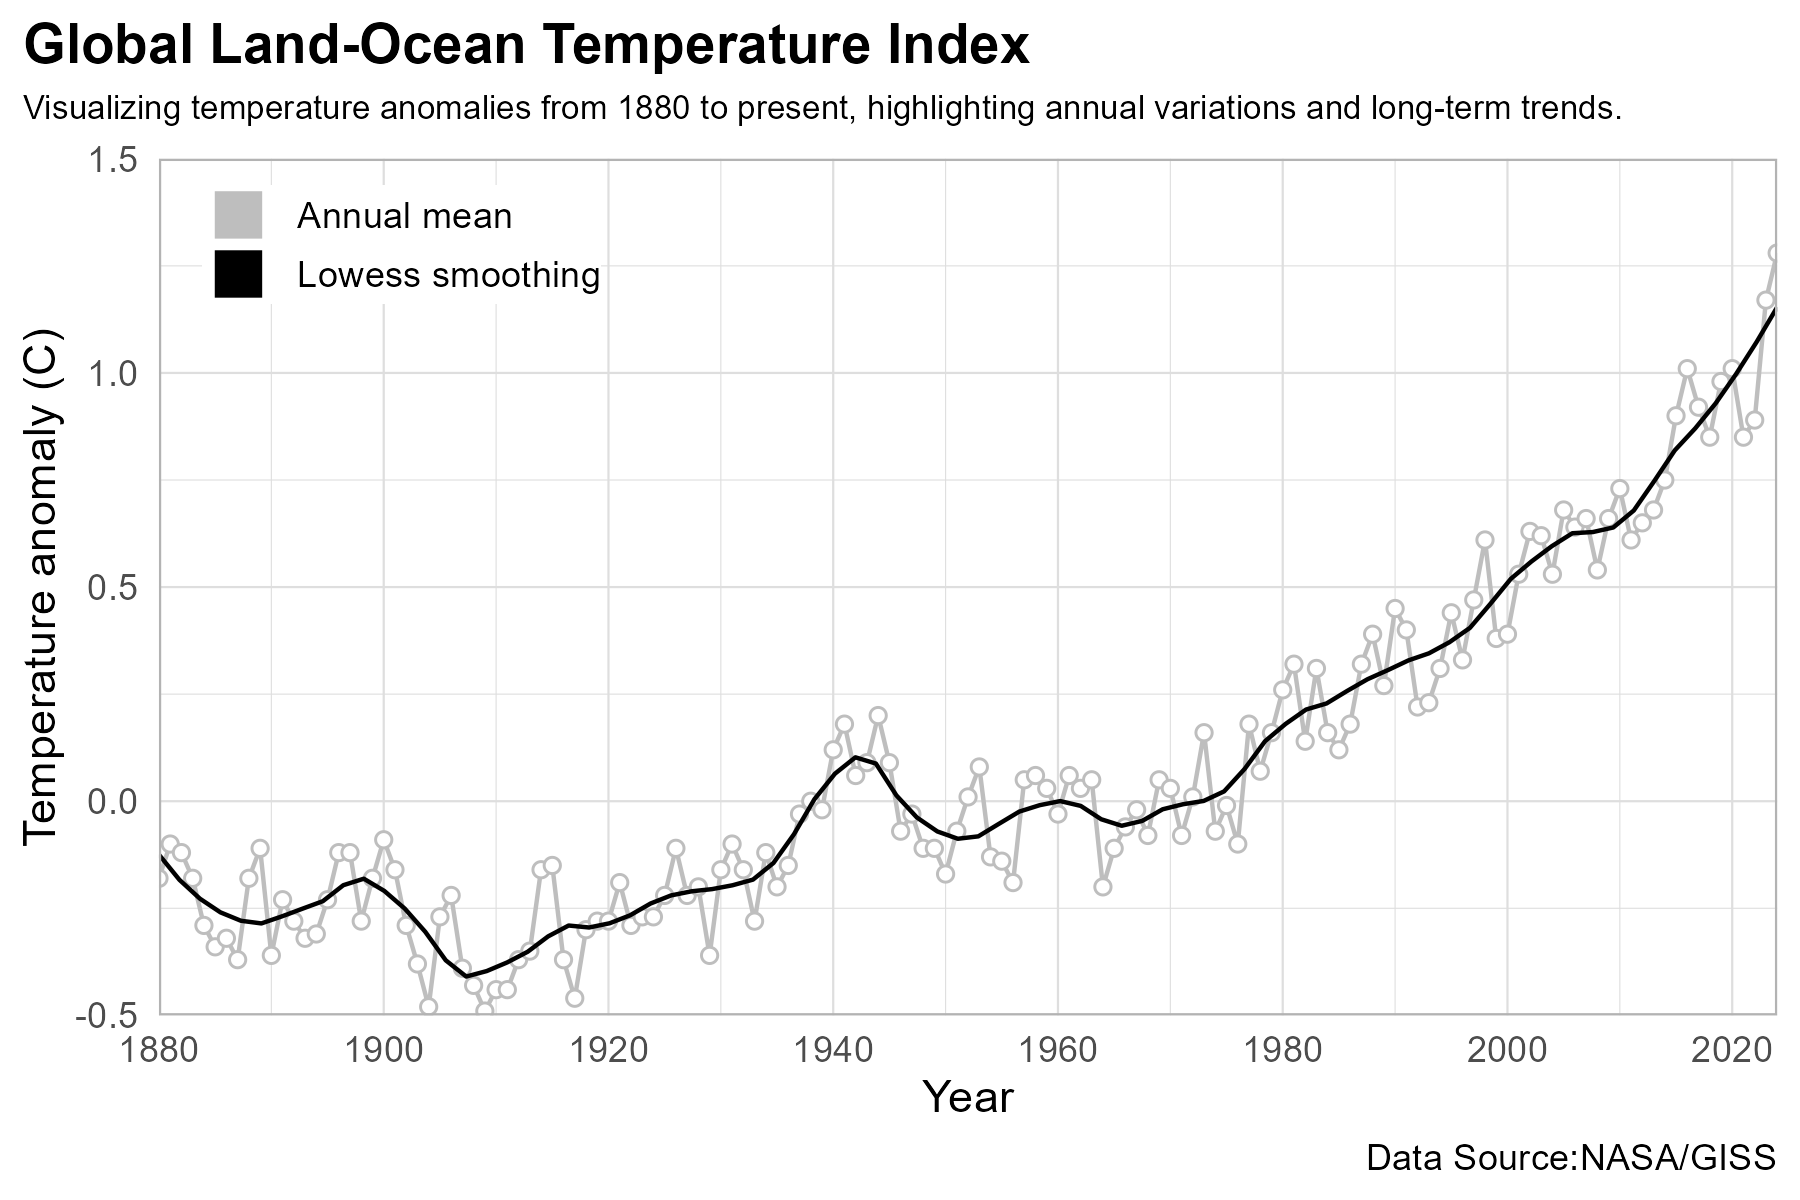 Global Land-Ocean Temperature Index
Visualizing temperature anomalies from 1880 to present, highlighting annual variations and long-term trends.
Annual mean
Lowess smoothing
Temperature anomaly (C)
1.5
1.0
0.5
0.0
-0.5
1880 1900 1920 1940 1960 1980 2000 2020
Year
Data Source:NASA/GISS